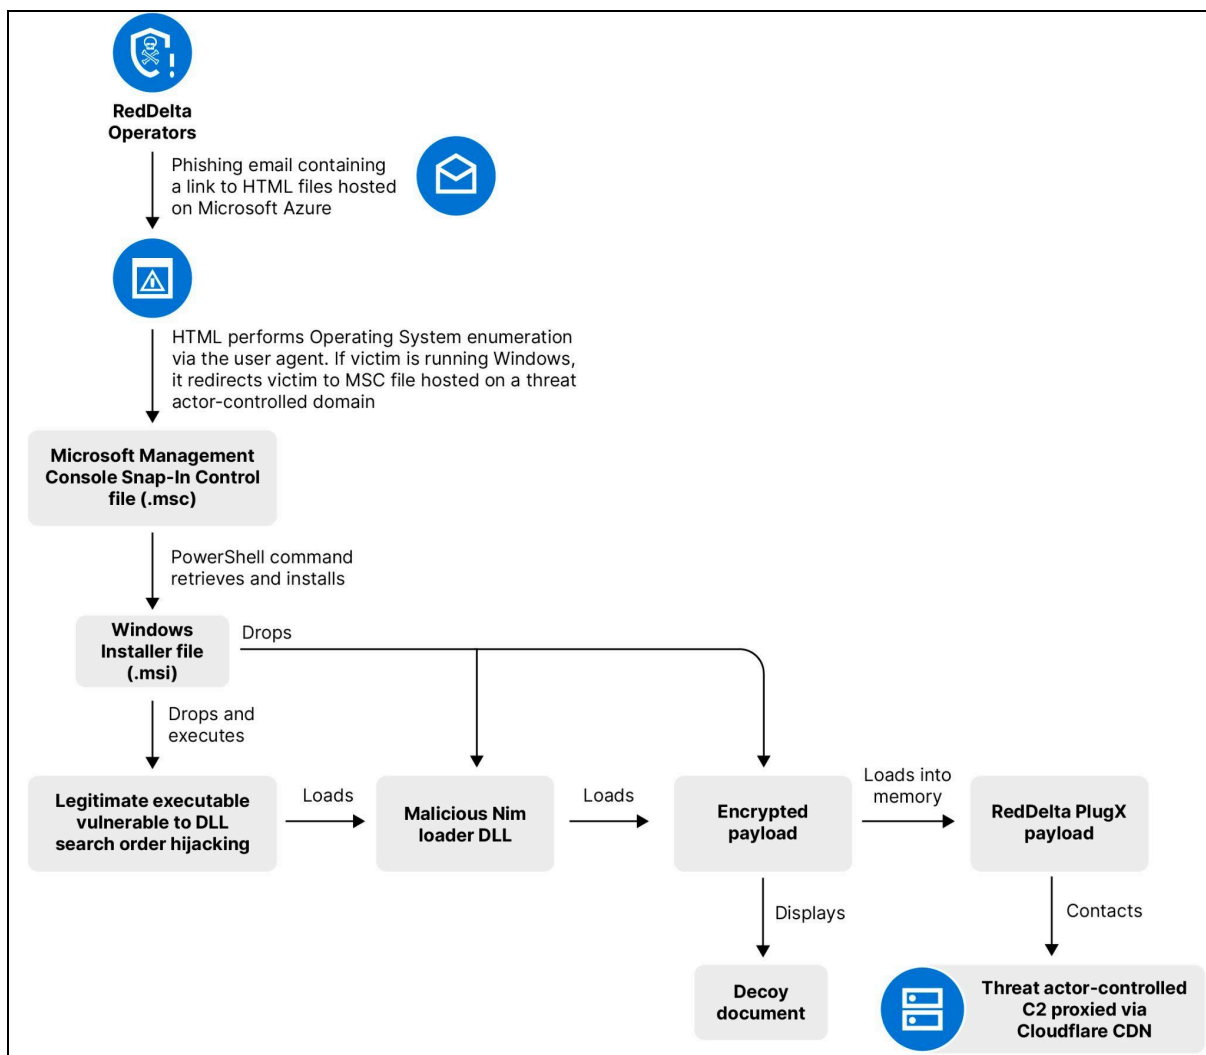 RedDelta
Operators
Phishing email containing
a link to HTML files hosted
on Microsoft Azure
HTML performs Operating System enumeration
via the user agent. If victim is running Windows,
it redirects victim to MSC file hosted on a threat
actor-controlled domain
Microsoft Management
Console Snap-In Control
file (.msc)
PowerShell command
retrieves and installs
Windows
Installer file
(.msi)
Drops
Drops and
executes
Legitimate executable
vulnerable to DLL
search order hijacking
Loads
Malicious Nim
loader DLL
Loads
Encrypted
payload
Loads into
memory
RedDelta PlugX
payload
Displays
Contacts
Decoy
document
Threat actor-controlled
C2 proxied via
Cloudflare CDN